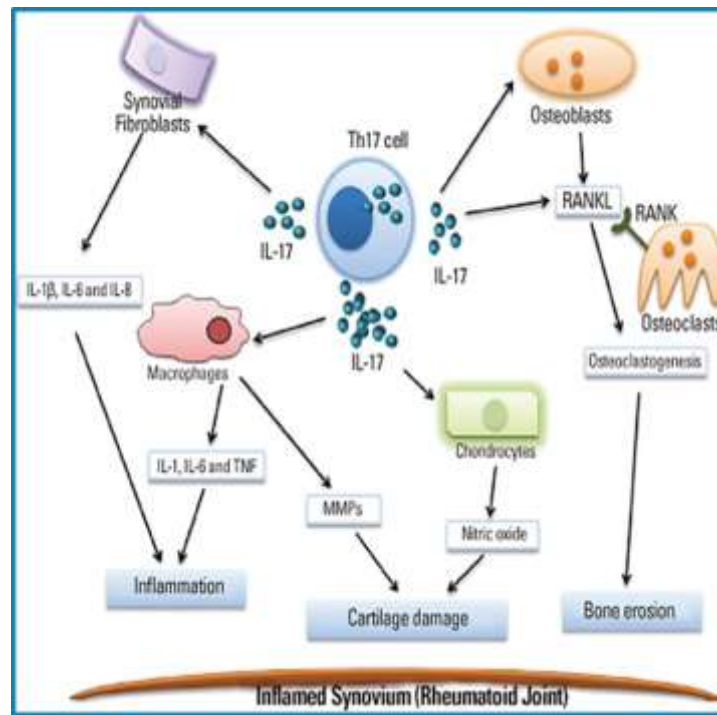 Synovial
Fibroblasts
Th17 cell
Osteoblasts
IL-17
IL-17
RANKL
RANK
IL-1β, IL-6 and IL-8
Osteoclasts
Macrophages
IL-17
Osteoclastogenesis
Chondrocytes
IL-1, IL-6 and TNF
MMPs
Nitric oxide
Inflammation
Cartilage damage
Bone erosion
Inflamed Synovium (Rheumatoid Joint)